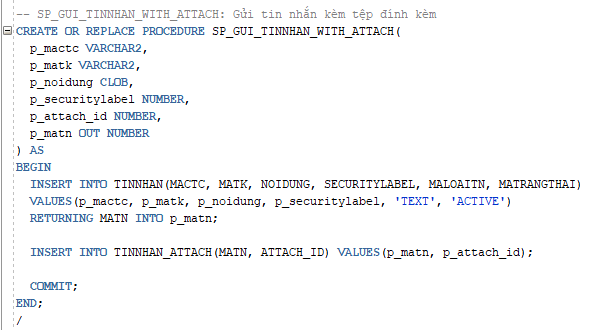 -- SP_GUI_TINNHAN_WITH_ATTACH: Gửi tin nhắn kèm tệp đính kèm
CREATE OR REPLACE PROCEDURE SP_GUI_TINNHAN_WITH_ATTACH(
  p_mactc VARCHAR2,
  p_matk VARCHAR2,
  p_noidung CLOB,
  p_securitylabel NUMBER,
  p_attach_id NUMBER,
  p_matn OUT NUMBER
) AS
BEGIN
  INSERT INTO TINNHAN(MACTC, MATK, NOIDUNG, SECURITYLABEL, MALOAITN, MATRANGTHAI)
  VALUES(p_mactc, p_matk, p_noidung, p_securitylabel, 'TEXT', 'ACTIVE')
  RETURNING MATN INTO p_matn;

  INSERT INTO TINNHAN_ATTACH(MATN, ATTACH_ID) VALUES(p_matn, p_attach_id);

  COMMIT;
END;
/